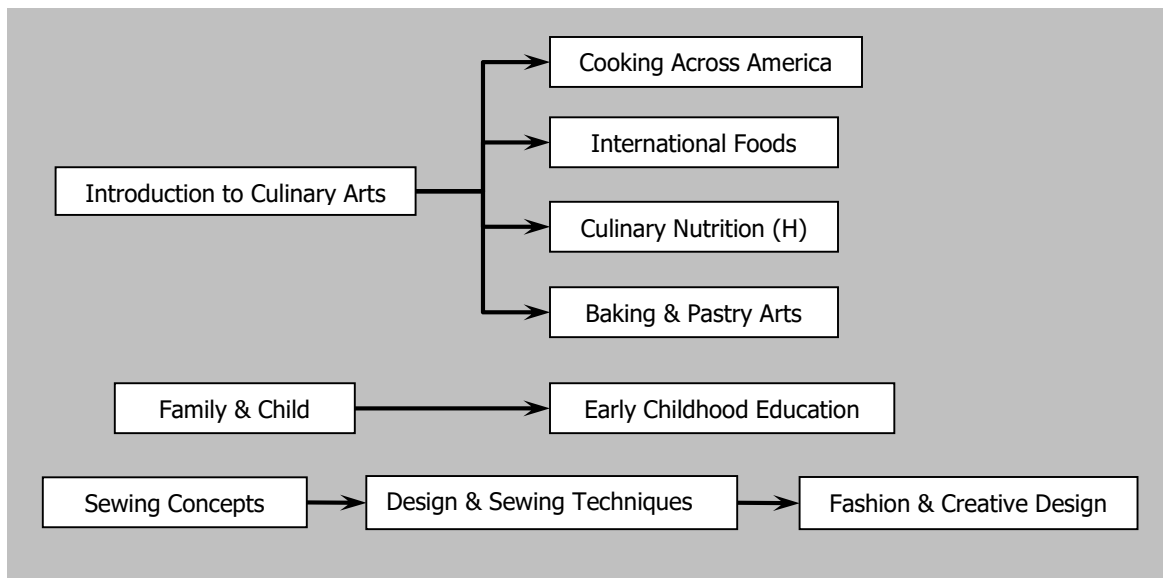 Cooking Across America
International Foods
Introduction to Culinary Arts
Culinary Nutrition (H)
Baking & Pastry Arts
Family & Child
Early Childhood Education
Sewing Concepts
Design & Sewing Techniques
Fashion & Creative Design